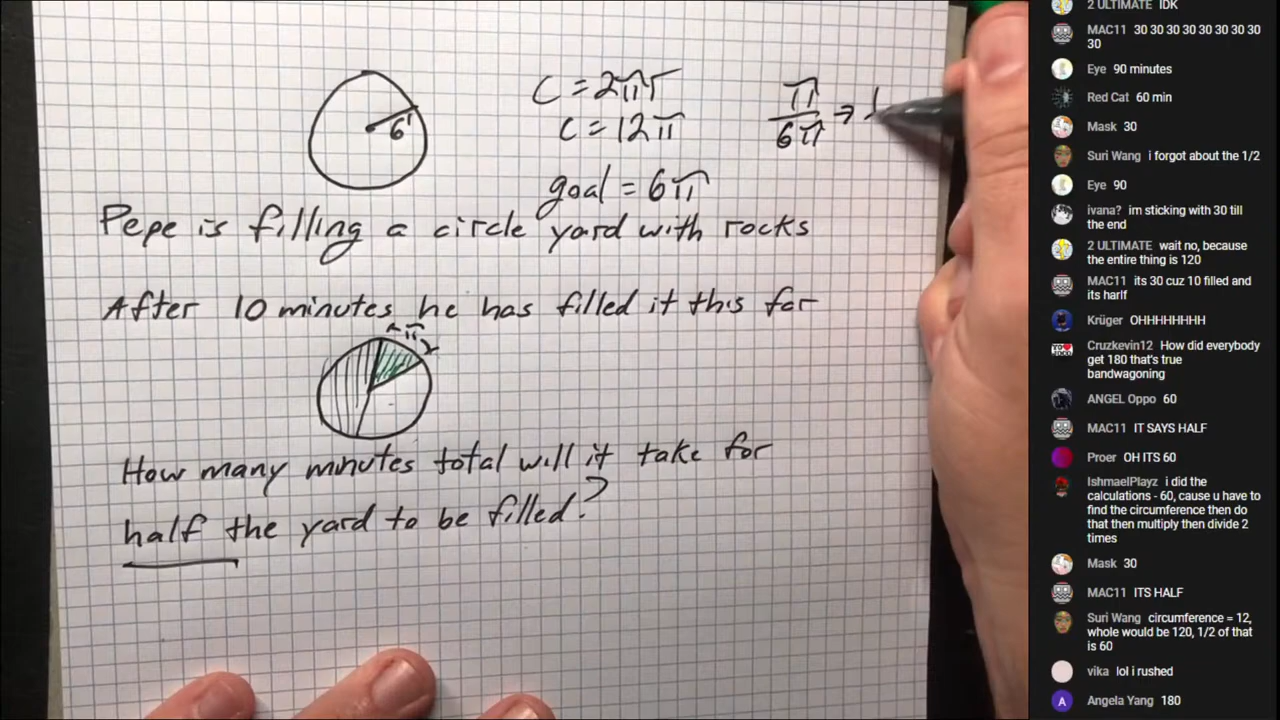 6'
C = 2πr
C = 12π
goal = 6π
π
6π
→
Pepe is filling a circle yard with rocks
After 10 minutes he has filled it this far
π
How many minutes total will it take for
half the yard to be filled?
2 ULTIMATE IDK
MAC11 30 30 30 30 30 30 30 30
30
Eye 90 minutes
Red Cat 60 min
Mask 30
Suri Wang i forgot about the 1/2
Eye 90
ivana? im sticking with 30 till
the end
2 ULTIMATE wait no, because
the entire thing is 120
MAC11 its 30 cuz 10 filled and
its harlf
Krüger OHHHHHHHH
Cruzkevin12 How did everybody
get 180 that's true
bandwagoning
ANGEL Oppo 60
MAC11 IT SAYS HALF
Proer OH ITS 60
IshmaelPlayz i did the
calculations - 60, cause u have to
find the circumference then do
that then multiply then divide 2
times
Mask 30
MAC11 ITS HALF
Suri Wang circumference = 12,
whole would be 120, 1/2 of that
is 60
vika lol i rushed
Angela Yang 180